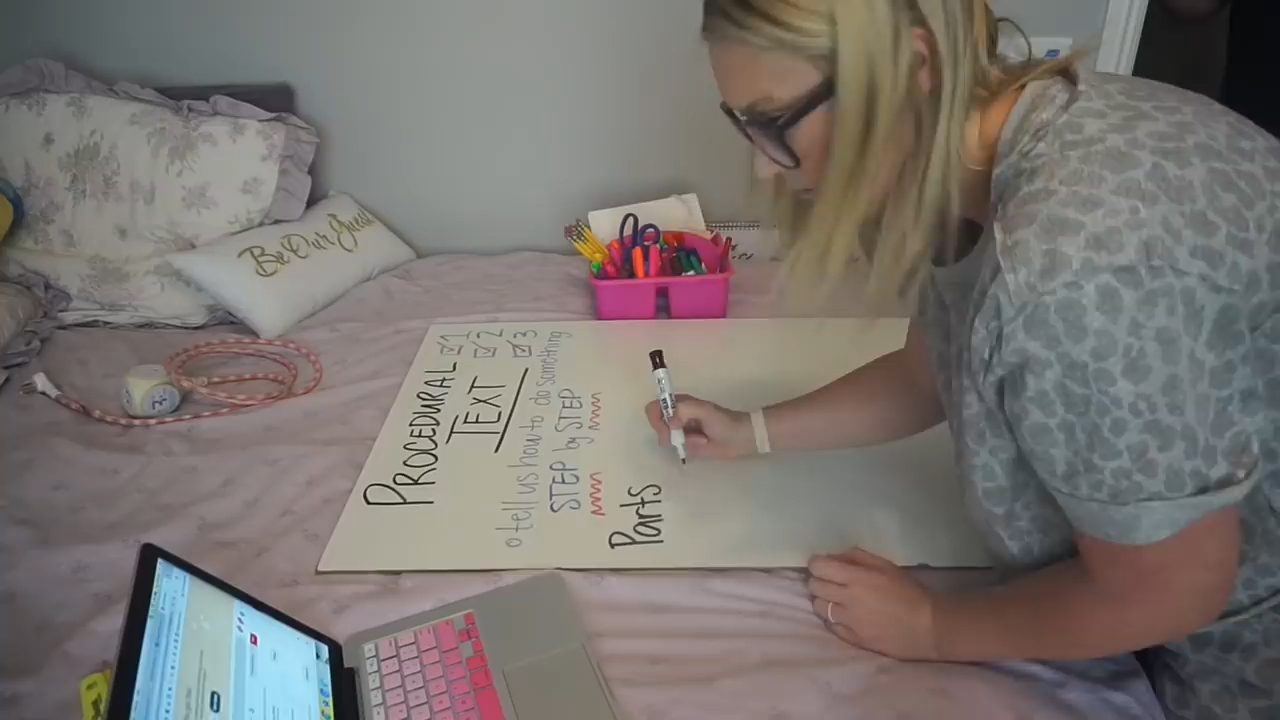 Be Our Guest
PROCEDURAL
TEXT
1
2
3
o tell us how to do something
STEP by STEP
Parts